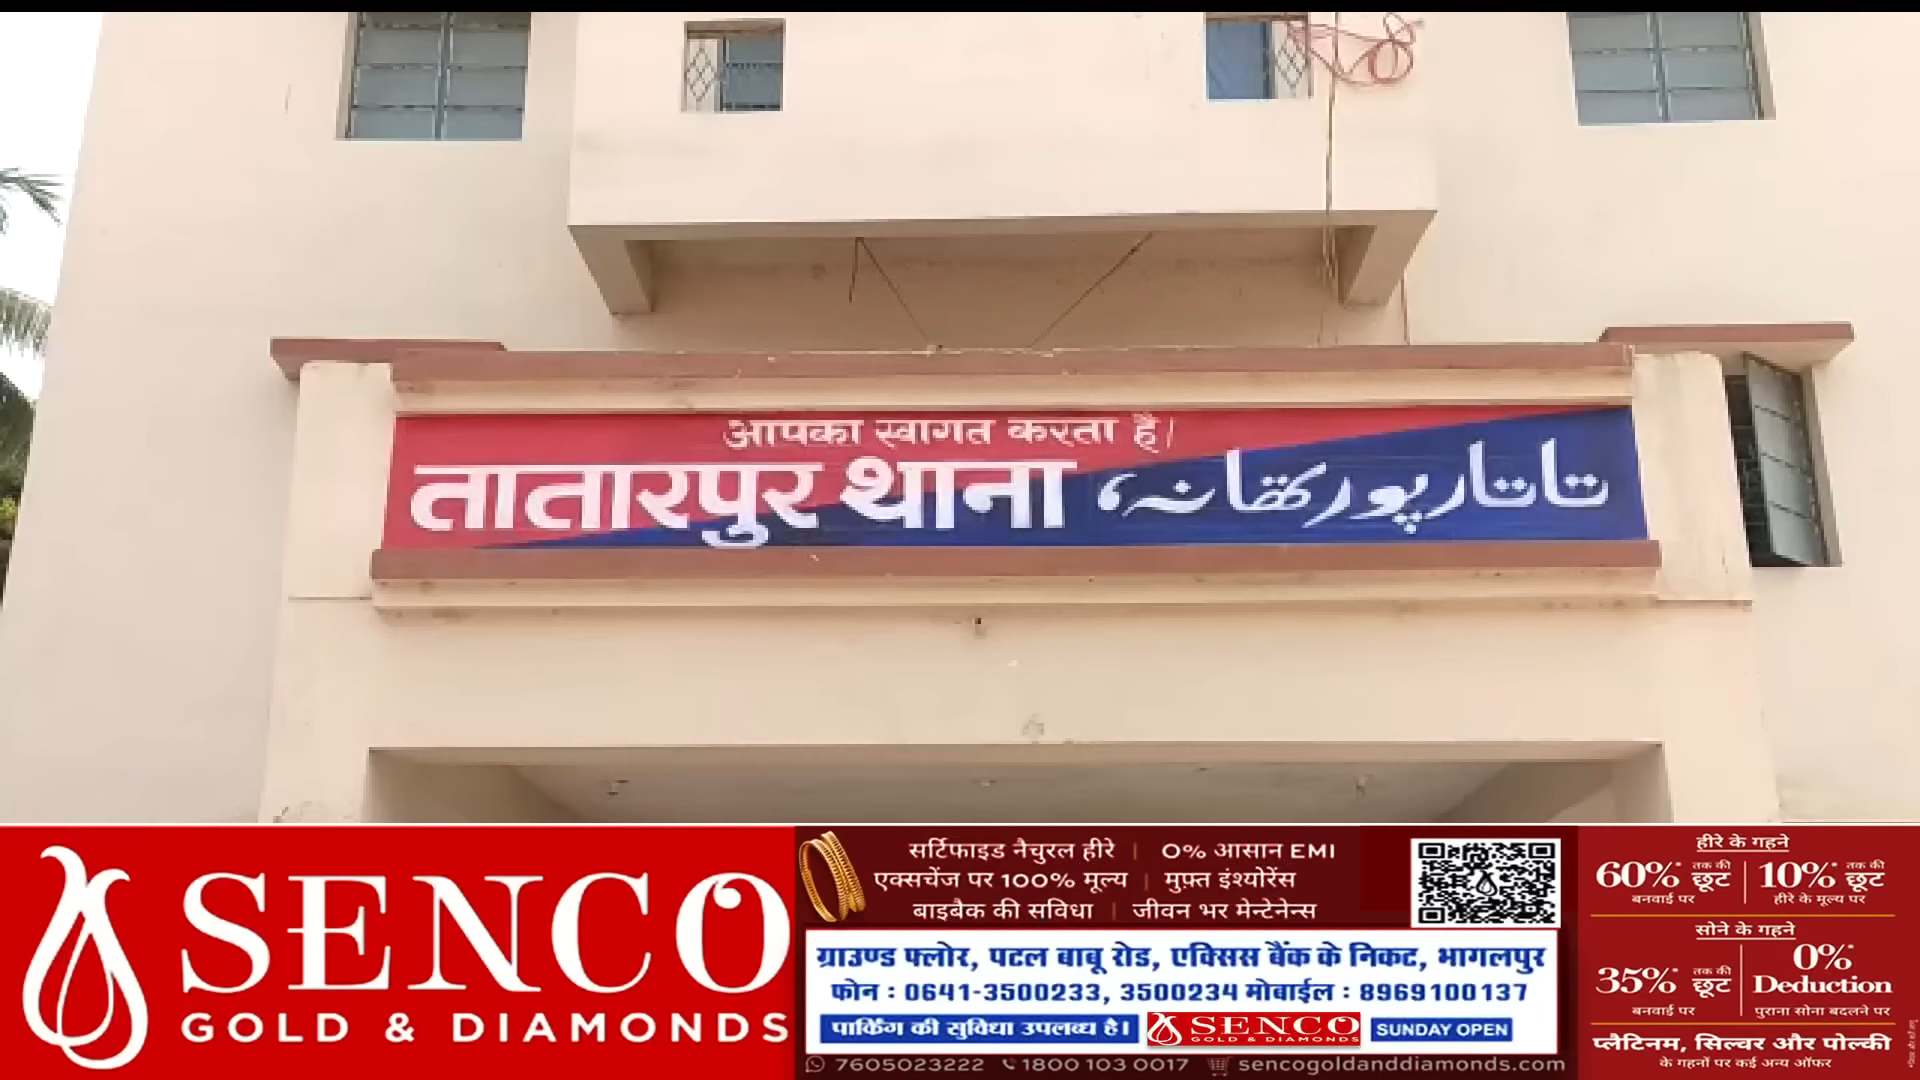 आपका स्वागत करता है।
तातारपुर थाना, تاتارپور تھانہ
SENCO
GOLD & DIAMONDS
सर्टिफाइड नैचुरल हीरे | 0% आसान EMI
एक्सचेंज पर 100% मूल्य | मुफ़्त इंश्योरेंस
बाइबैक की सविधा | जीवन भर मेन्टेनेन्स
ग्राउण्ड फ्लोर, पटल बाबू रोड, एक्सिस बैंक के निकट, भागलपुर
फोन : 0641-3500233, 3500234 मोबाईल : 8969100137
पार्किंग की सुविधा उपलब्ध है। SENCO GOLD & DIAMONDS SUNDAY OPEN
7605023222 1800 103 0017 sencogoldanddiamonds.com
हीरे के गहने
60%* तक की छूट बनवाई पर | 10%* तक की छूट हीरे के मूल्य पर
सोने के गहने
35%* तक की छूट बनवाई पर | 0%* Deduction पुराना सोना बदलने पर
प्लैटिनम, सिल्वर और पोल्की
के गहनों पर कई अन्य ऑफर